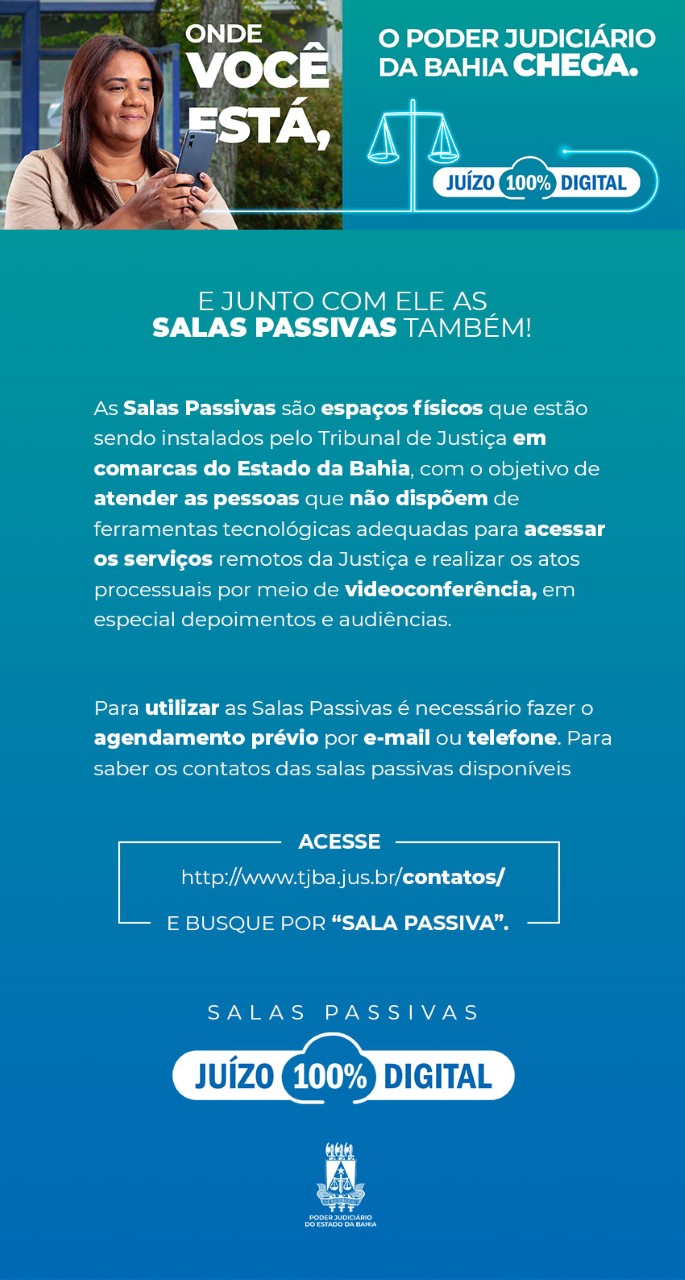 ONDE
VOCÊ
ESTÁ,
O PODER JUDICIÁRIO
DA BAHIA CHEGA.
JUÍZO 100% DIGITAL
E JUNTO COM ELE AS
SALAS PASSIVAS TAMBÉM!
As Salas Passivas são espaços físicos que estão
sendo instalados pelo Tribunal de Justiça em
comarcas do Estado da Bahia, com o objetivo de
atender as pessoas que não dispõem de
ferramentas tecnológicas adequadas para acessar
os serviços remotos da Justiça e realizar os atos
processuais por meio de videoconferência, em
especial depoimentos e audiências.
Para utilizar as Salas Passivas é necessário fazer o
agendamento prévio por e-mail ou telefone. Para
saber os contatos das salas passivas disponíveis
ACESSE
http://www.tjba.jus.br/contatos/
E BUSQUE POR “SALA PASSIVA”.
SALAS PASSIVAS
JUÍZO 100% DIGITAL
PODER JUDICIÁRIO
DO ESTADO DA BAHIA